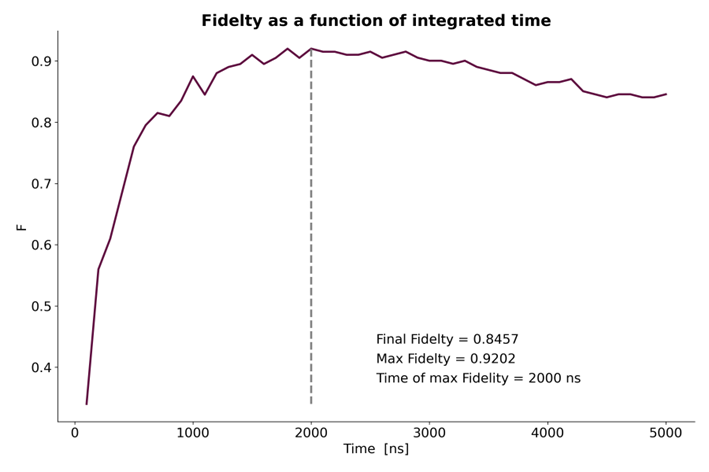 Fidelty as a function of integrated time
F
0.9
0.8
0.7
0.6
0.5
0.4
Final Fidelty = 0.8457
Max Fidelty = 0.9202
Time of max Fidelity = 2000 ns
0 1000 2000 3000 4000 5000
Time [ns]